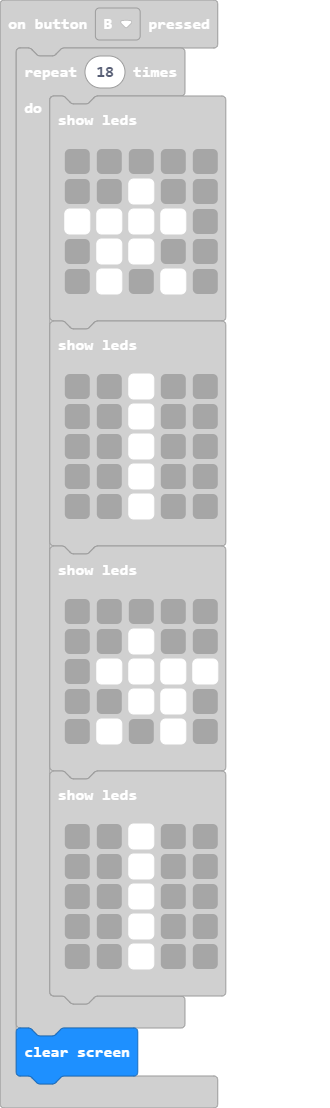 on button B pressed
repeat 18 times
do
show leds
show leds
show leds
show leds
clear screen